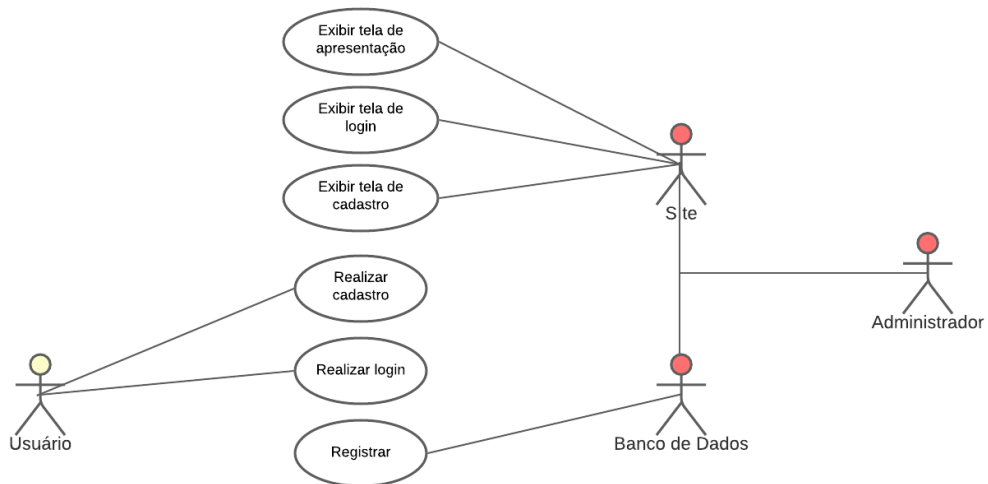 Exibir tela de
apresentação
Exibir tela de
login
Exibir tela de
cadastro
Site
Realizar
cadastro
Administrador
Realizar login
Usuário
Banco de Dados
Registrar